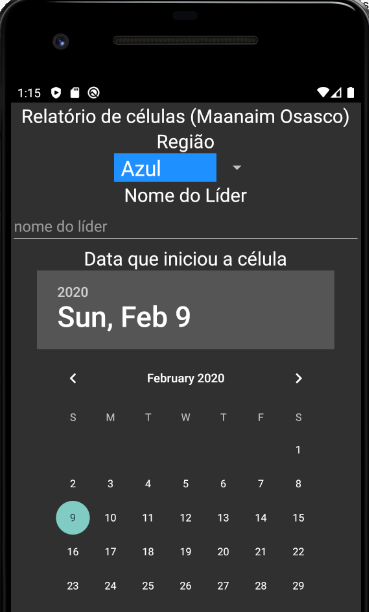 1:15
Relatório de células (Maanaim Osasco)
Região
Azul
Nome do Líder
nome do líder
Data que iniciou a célula
2020
Sun, Feb 9
February 2020
S M T W T F S
1
2 3 4 5 6 7 8
9 10 11 12 13 14 15
16 17 18 19 20 21 22
23 24 25 26 27 28 29